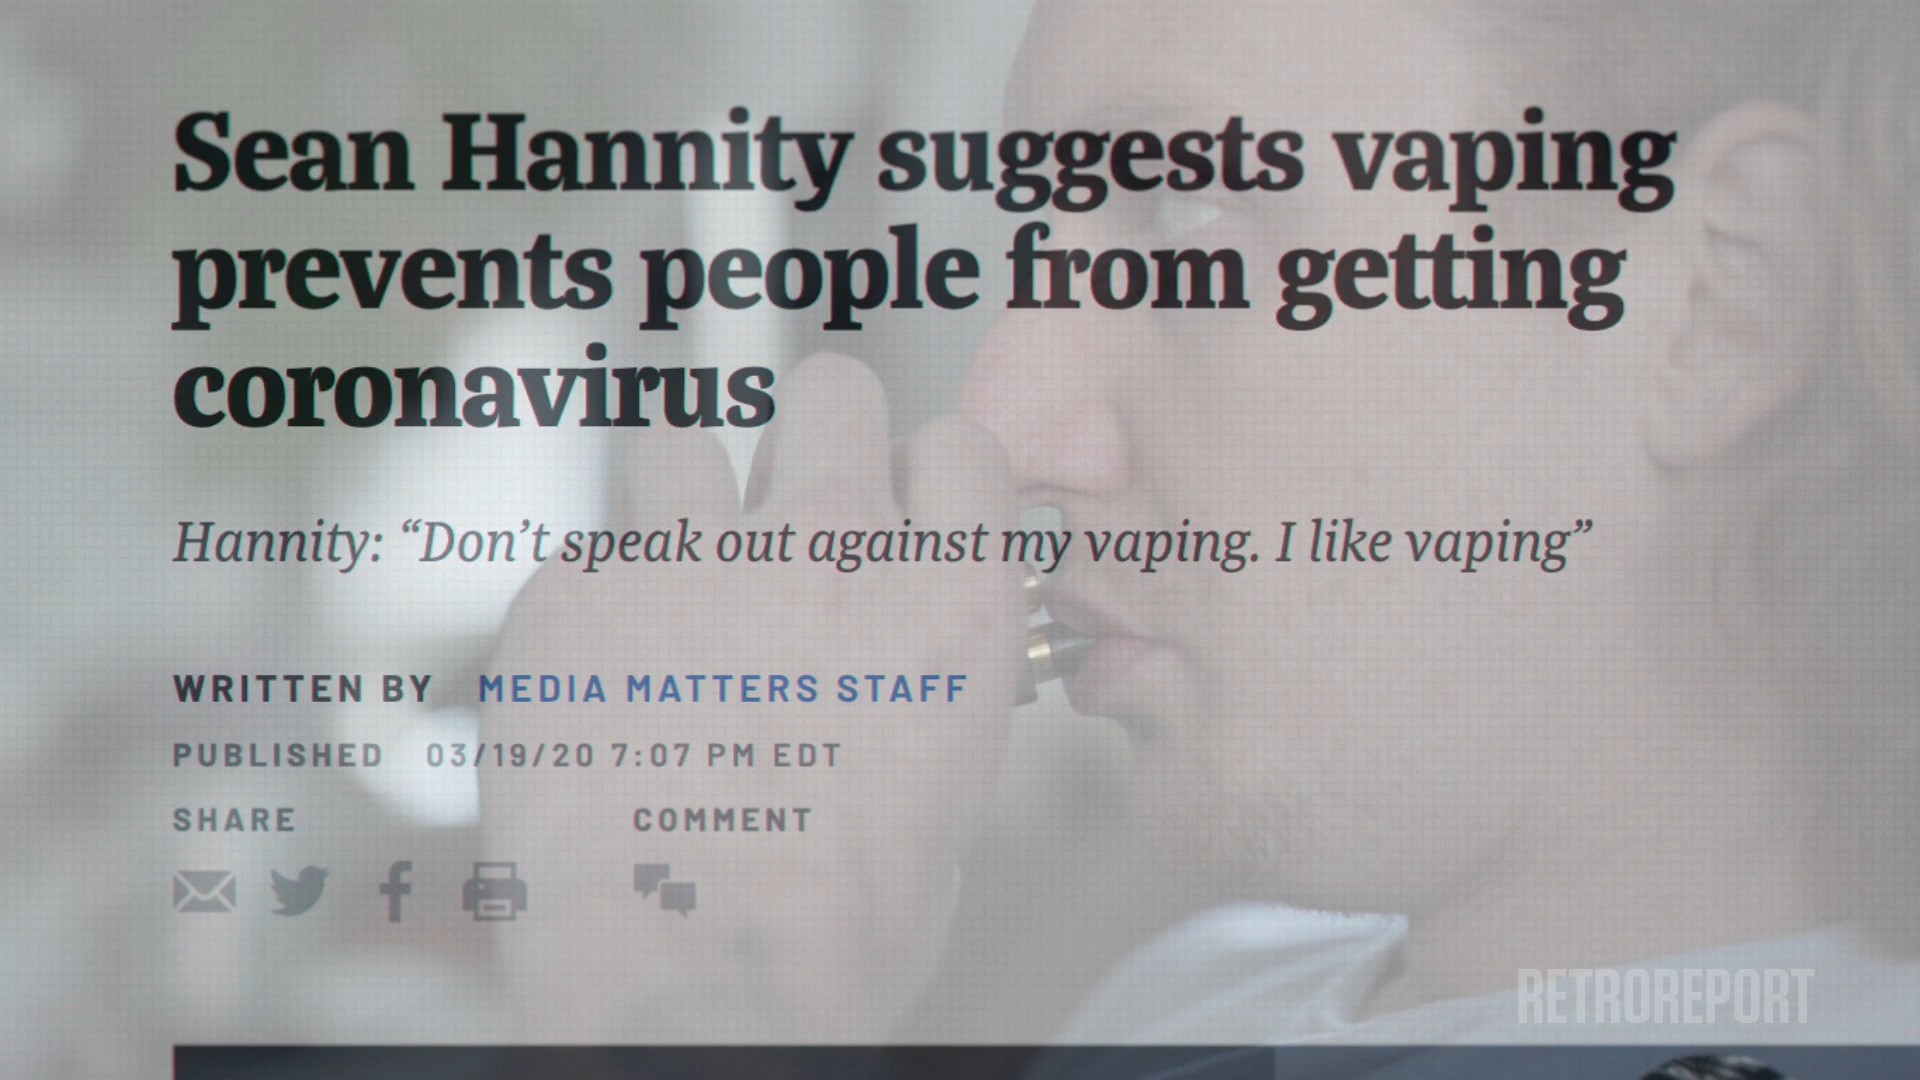 Sean Hannity suggests vaping
prevents people from getting
coronavirus
Hannity: “Don’t speak out against my vaping. I like vaping”
WRITTEN BY MEDIA MATTERS STAFF
PUBLISHED 03/19/20 7:07 PM EDT
SHARE COMMENT
RETROREPORT